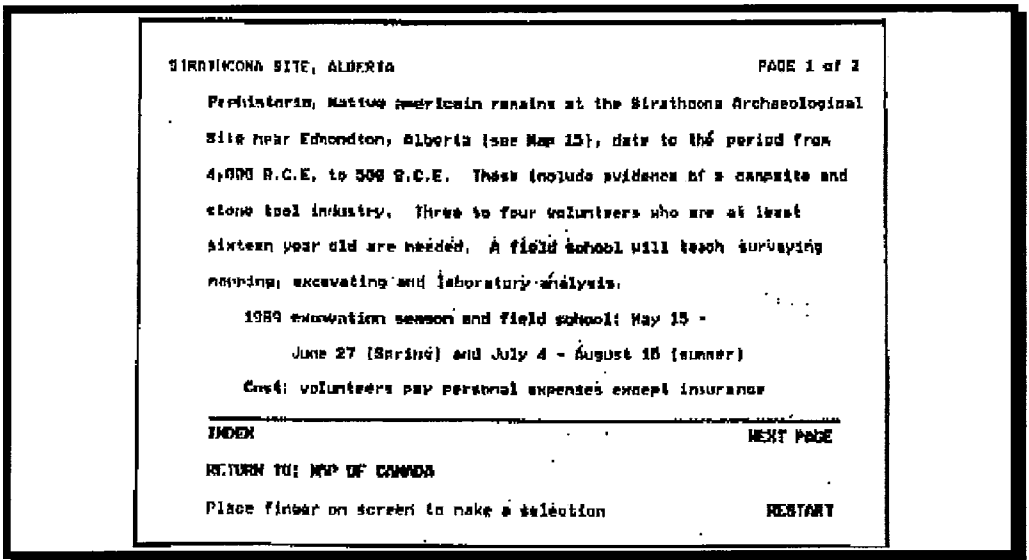 STRATHCONA SITE, ALBERTA PAGE 1 of 2
Prehistoric, Native American remains at the Strathcona Archaeological
Site near Edmondton, Alberta (see Map 15), date to the period from
4,000 B.C.E. to 500 B.C.E. These include evidence of a campsite and
stone tool industry. Three to four volunteers who are at least
sixteen year old are needed. A field school will teach surveying
mapping, excavating and laboratory analysis.
1989 excavation season and field school: May 15 -
June 27 (Spring) and July 4 - August 18 (summer)
Cost: volunteers pay personal expenses except insurance
INDEX NEXT PAGE
RETURN TO: MAP OF CANADA
Place finger on screen to make a selection RESTART